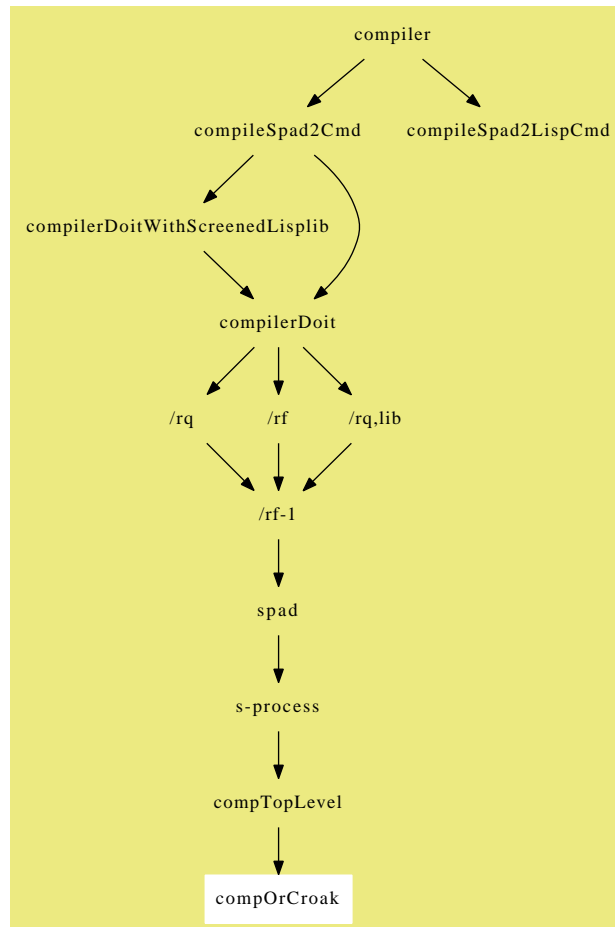 compiler
compileSpad2Cmd compileSpad2LispCmd
compilerDoitWithScreenedLisplib
compilerDoit
/rq /rf /rq,lib
/rf-1
spad
s-process
compTopLevel
compOrCroak